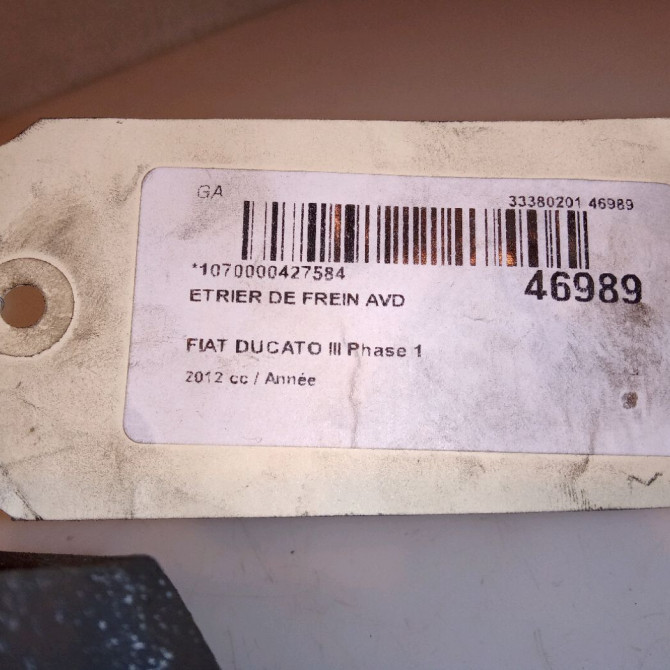 GA
33380201 46989
*1070000427584
46989
ETRIER DE FREIN AVD
FIAT DUCATO III Phase 1
2012 cc / Année